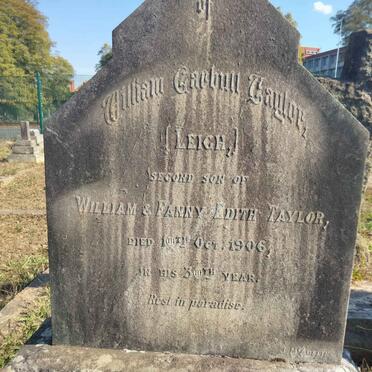 of
William Garbutt Taylor,
(LEIGH,)
SECOND SON OF
WILLIAM & FANNY EDITH TAYLOR,
DIED 10TH OCT. 1906,
IN HIS 30TH YEAR.
Rest in paradise.